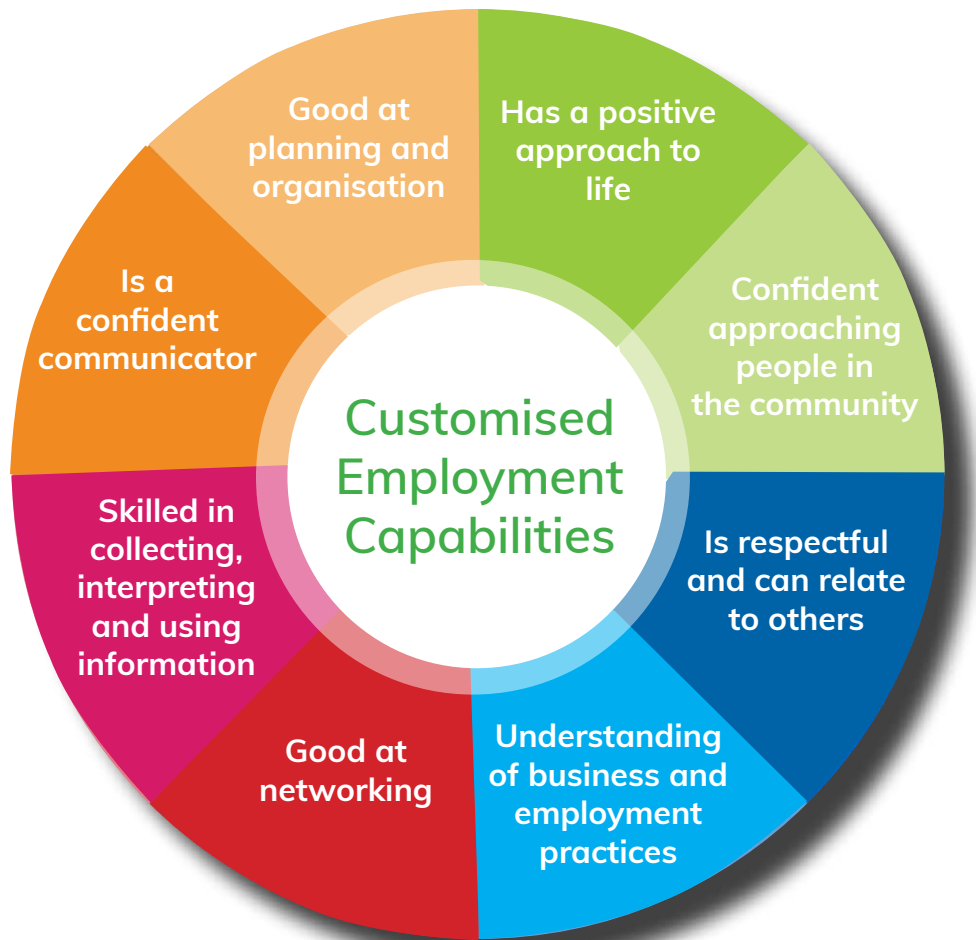 Good at
planning and
organisation
Has a positive
approach to
life
Is a
confident
communicator
Confident
approaching
people in
the community
Customised
Employment
Capabilities
Skilled in
collecting,
interpreting
and using
information
Is respectful
and can relate
to others
Good at
networking
Understanding
of business and
employment
practices